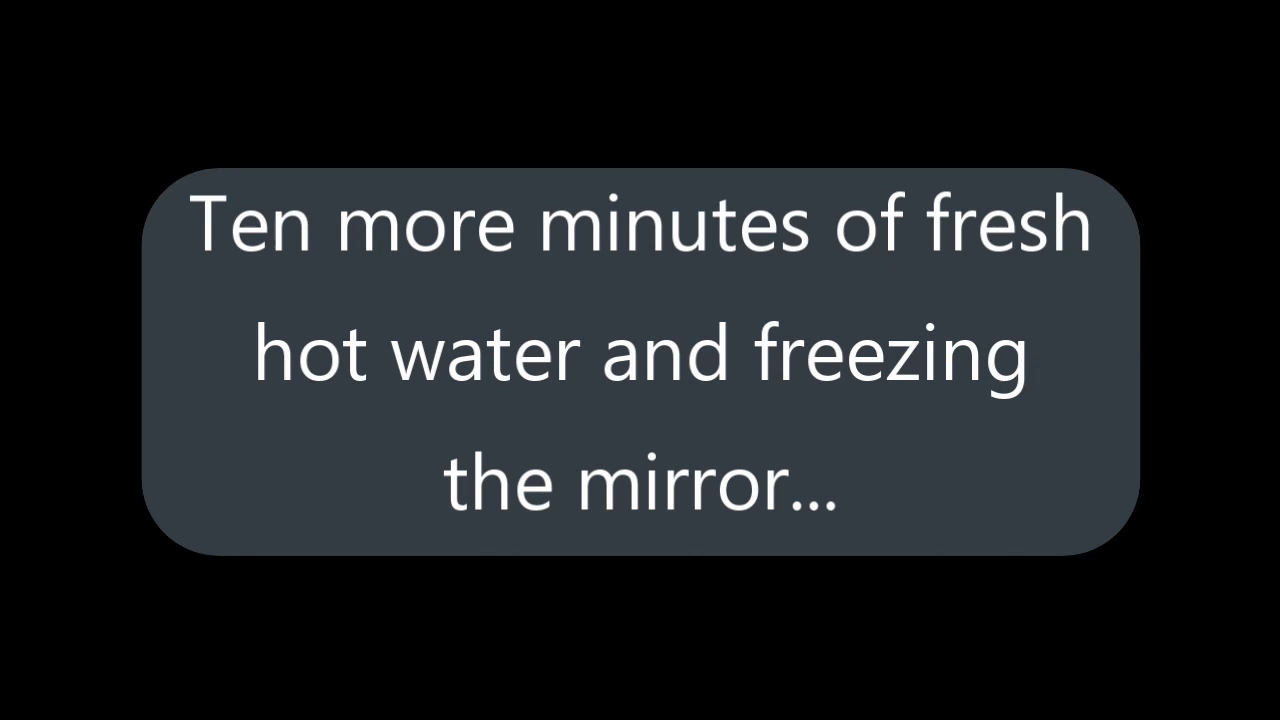 Ten more minutes of fresh
hot water and freezing
the mirror...